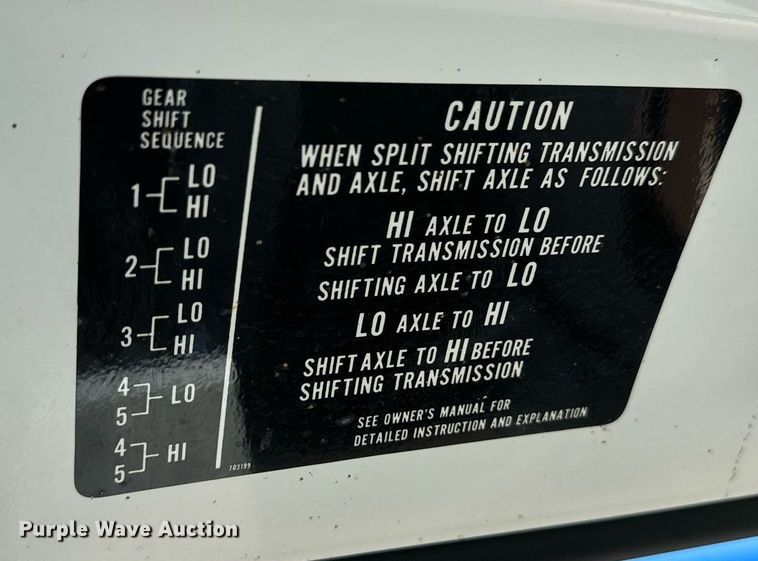 GEAR
SHIFT
SEQUENCE
1 LO
HI
2 LO
HI
3 LO
HI
4
5 LO
4
5 HI
CAUTION
WHEN SPLIT SHIFTING TRANSMISSION
AND AXLE, SHIFT AXLE AS FOLLOWS:
HI AXLE TO LO
SHIFT TRANSMISSION BEFORE
SHIFTING AXLE TO LO
LO AXLE TO HI
SHIFT AXLE TO HI BEFORE
SHIFTING TRANSMISSION
SEE OWNER'S MANUAL FOR
DETAILED INSTRUCTION AND EXPLANATION
703199
Purple Wave Auction